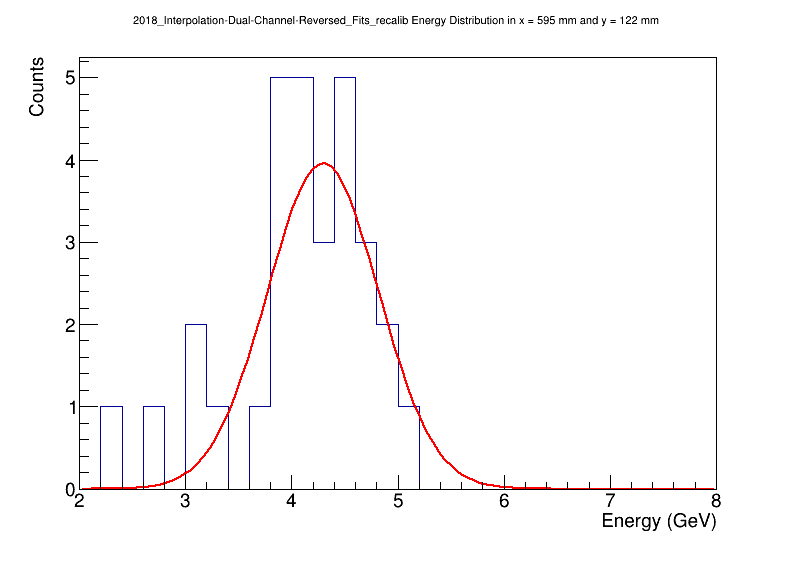 2018_Interpolation-Dual-Channel-Reversed_Fits_recalib Energy Distribution in x = 595 mm and y = 122 mm
Counts
5
4
3
2
1
0
2 3 4 5 6 7 8
Energy (GeV)